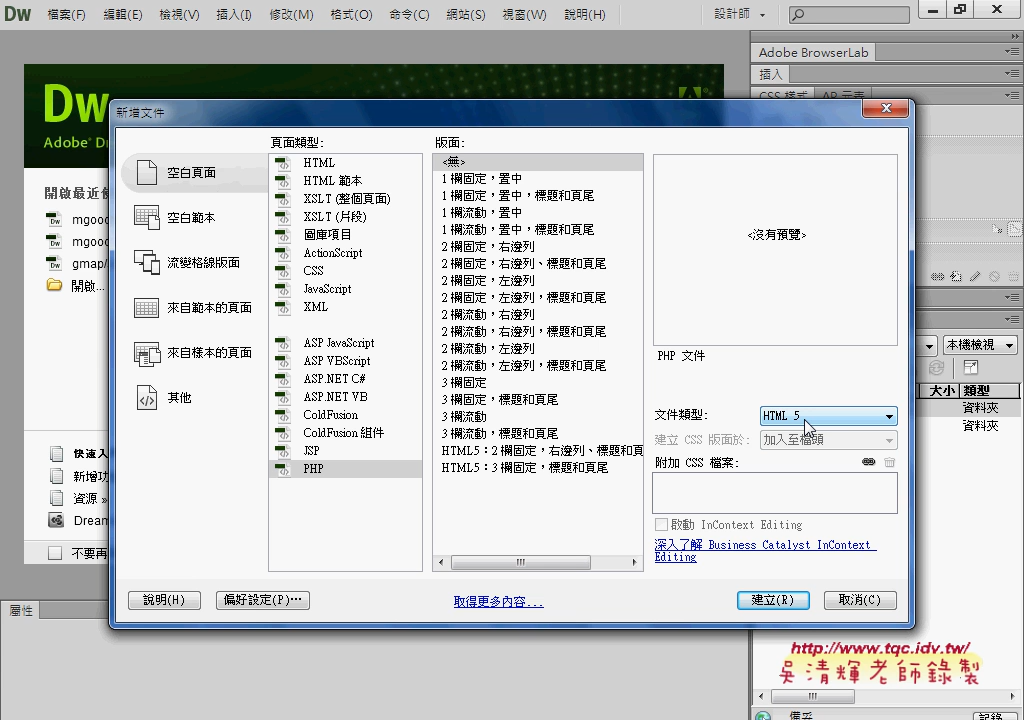 Dw 檔案(F) 編輯(E) 檢視(V) 插入(I) 修改(M) 格式(O) 命令(C) 網站(S) 視窗(W) 說明(H) 設計師
Adobe BrowserLab
插入
CSS 樣式 AP 元素
Dw
Adobe® Dr
開啟最近使
mgoo
mgoo
gmap/
開啟...
快速入
新增功
資源 »
Dream
不要再
屬性
新增文件
空白頁面
空白範本
流變格線版面
來自範本的頁面
來自樣本的頁面
其他
頁面類型:
HTML
HTML 範本
XSLT (整個頁面)
XSLT (片段)
圖庫項目
ActionScript
CSS
JavaScript
XML
ASP JavaScript
ASP VBScript
ASP.NET C#
ASP.NET VB
ColdFusion
ColdFusion 組件
JSP
PHP
版面:
<無>
1 欄固定，置中
1 欄固定，置中，標題和頁尾
1 欄流動，置中
1 欄流動，置中，標題和頁尾
2 欄固定，右邊列
2 欄固定，右邊列、標題和頁尾
2 欄固定，左邊列
2 欄固定，左邊列，標題和頁尾
2 欄流動，右邊列
2 欄流動，右邊列，標題和頁尾
2 欄流動，左邊列
2 欄流動，左邊列，標題和頁尾
3 欄固定
3 欄固定，標題和頁尾
3 欄流動
3 欄流動，標題和頁尾
HTML5：2 欄固定，右邊列、標題和頁
HTML5：3 欄固定，標題和頁尾
<沒有預覽>
PHP 文件
文件類型: HTML 5
建立 CSS 版面於: 加入至檔頭
附加 CSS 檔案:
啟動 InContext Editing
深入了解 Business Catalyst InContext
Editing
說明(H) 偏好設定(P)... 取得更多內容... 建立(R) 取消(C)
本機檢視
大小 類型
資料夾
資料夾
http://www.tqc.idv.tw/
吳清輝老師錄製
備妥 記錄